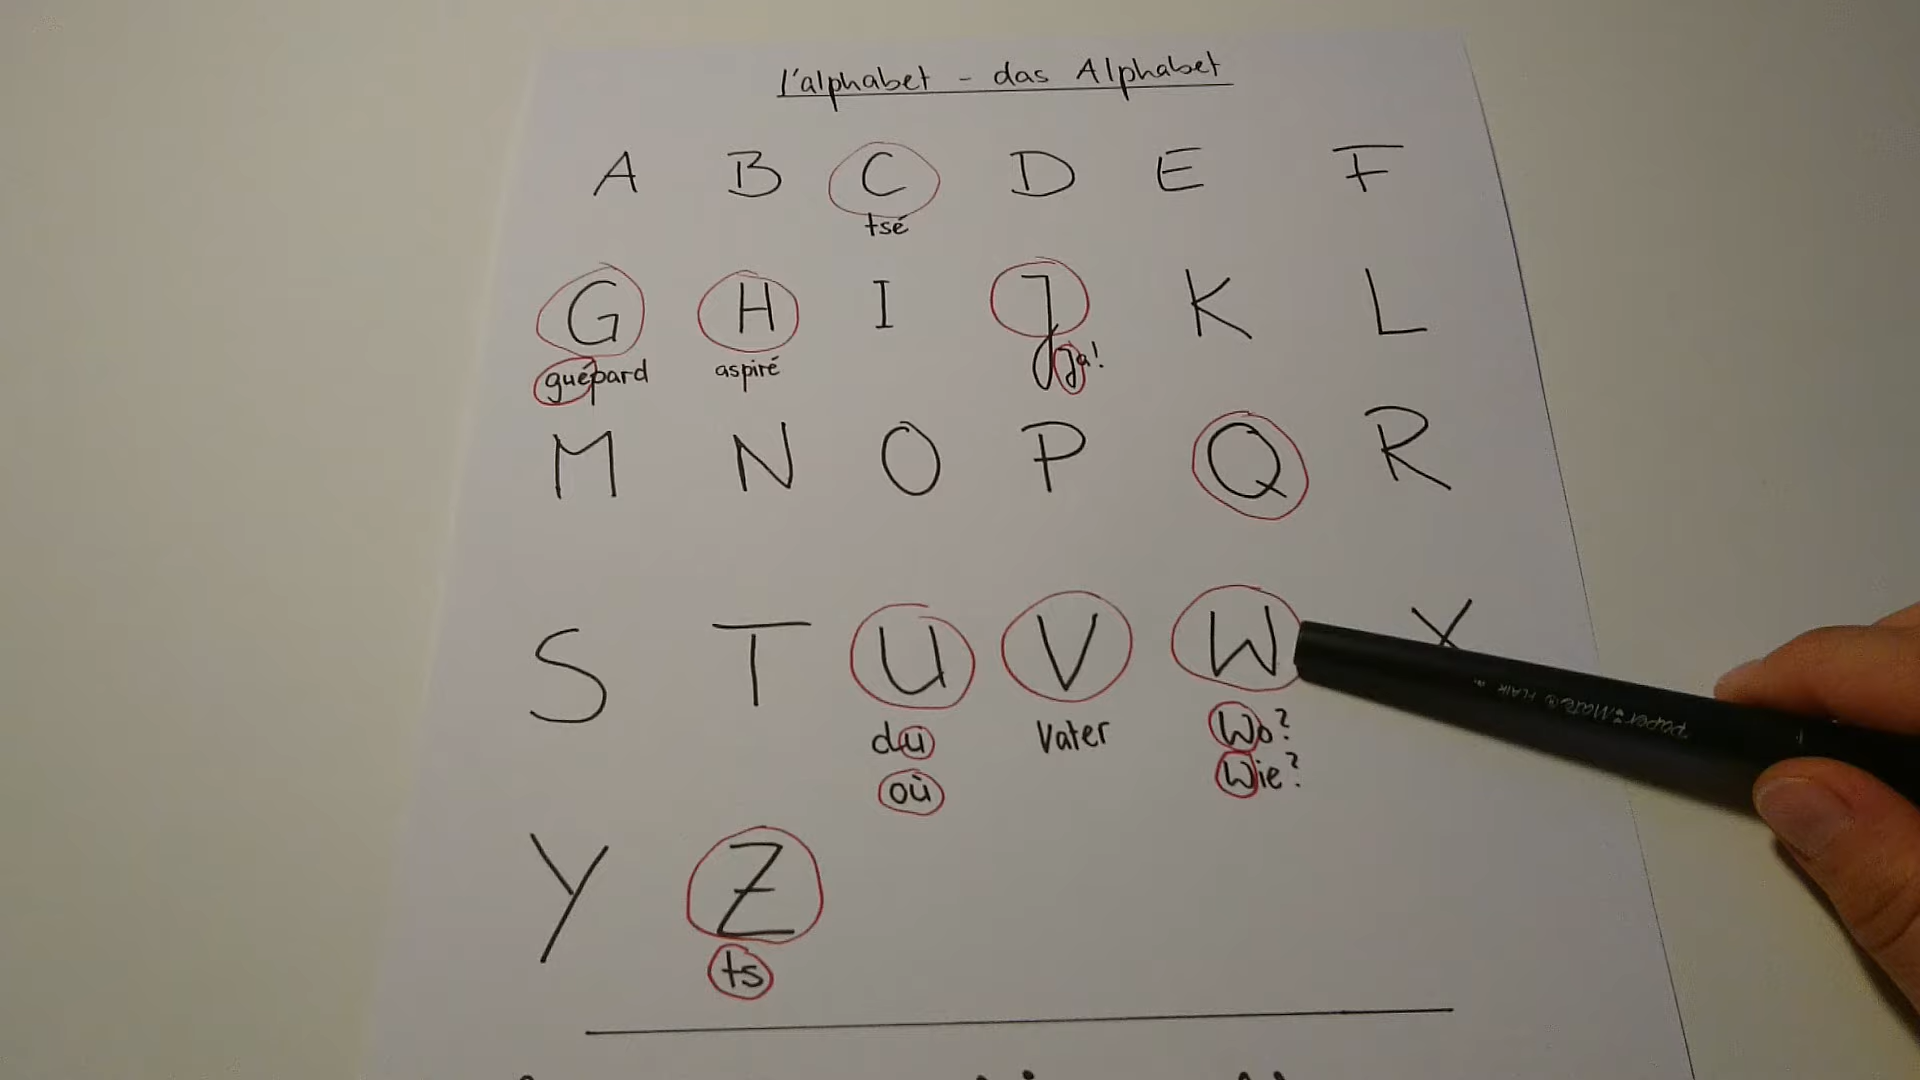 l'alphabet - das Alphabet
A B C D E F
tsé
G H I J K L
guépard aspiré ja!
M N O P Q R
S T U V W X
du Vater Wo?
où Wie?
Y Z
ts
paper:mate® FLAIR